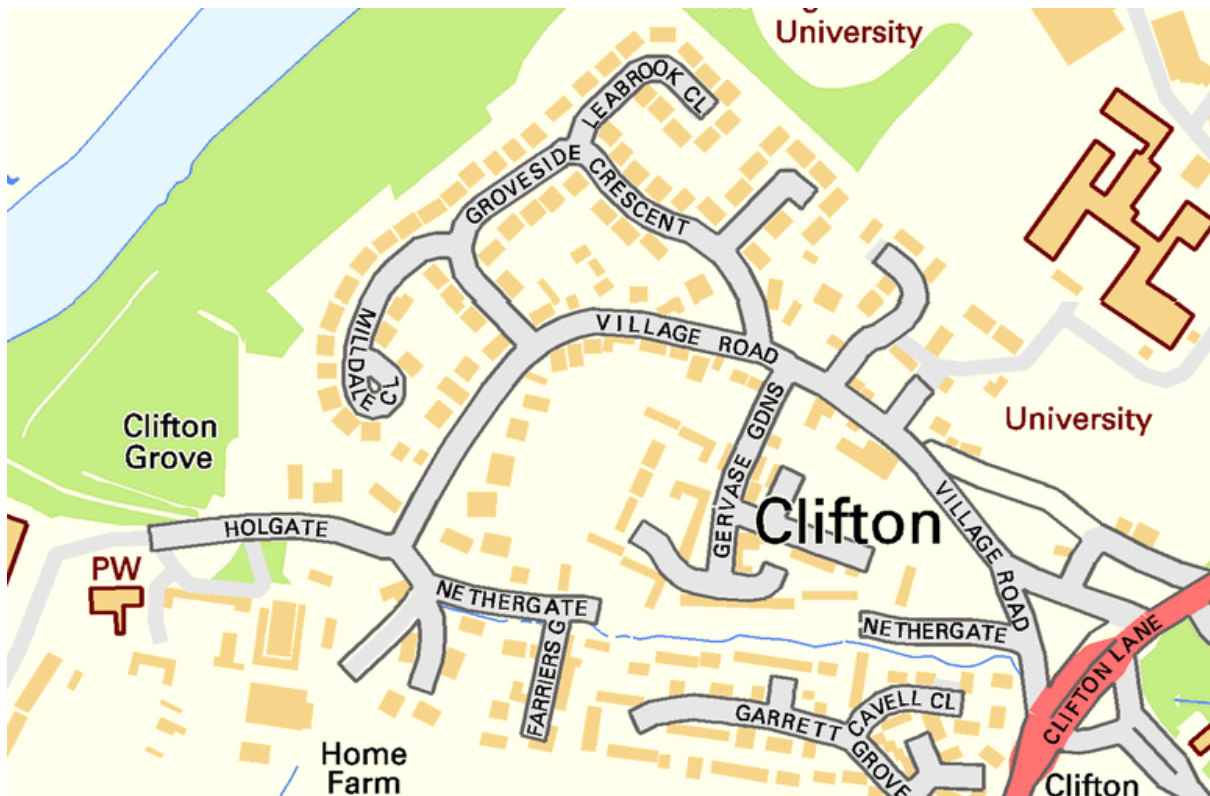 University
LEABROOK CL
GROVESIDE CRESCENT
VILLAGE ROAD
MILLDALE CL
Clifton
Grove
University
GERVASE GDNS
Clifton
VILLAGE ROAD
HOLGATE
PW
NETHERGATE
FARRIERS G
NETHERGATE
CLIFTON LANE
GARRETT GROVE
CAVELL CL
Home
Farm
Clifton